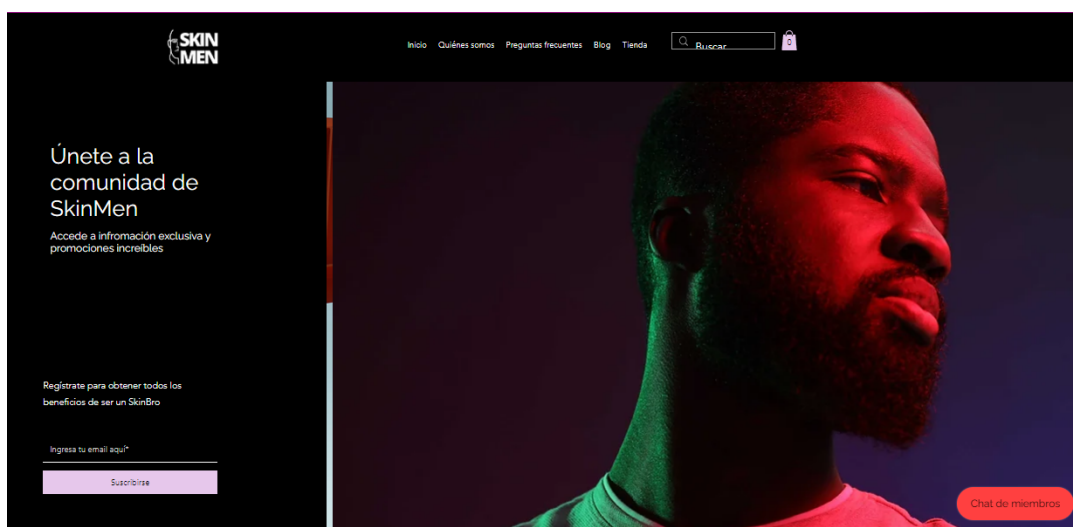 SKIN
MEN
Inicio Quiénes somos Preguntas frecuentes Blog Tienda
Buscar
0
Únete a la
comunidad de
SkinMen
Accede a infromación exclusiva y
promociones increíbles
Regístrate para obtener todos los
beneficios de ser un SkinBro
Ingresa tu email aquí*
Suscribirse
Chat de miembros